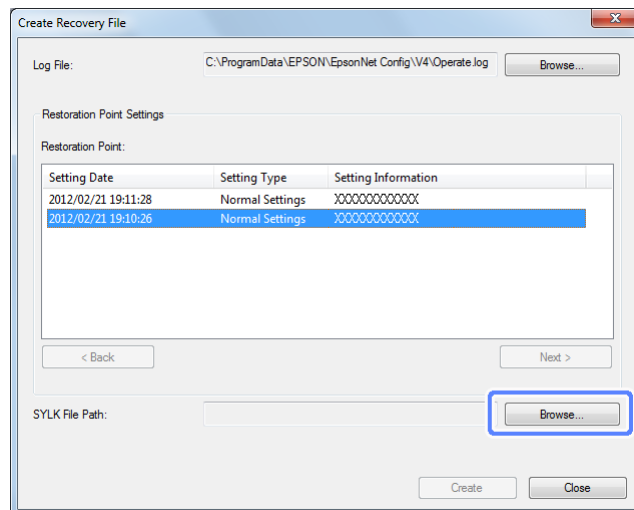 Create Recovery File
Log File: C:\ProgramData\EPSON\EpsonNet Config\V4\Operate.log Browse...
Restoration Point Settings
Restoration Point:
Setting Date Setting Type Setting Information
2012/02/21 19:11:28 Normal Settings XXXXXXXXXXXX
2012/02/21 19:10:26 Normal Settings XXXXXXXXXXXX
< Back Next >
SYLK File Path: Browse...
Create Close